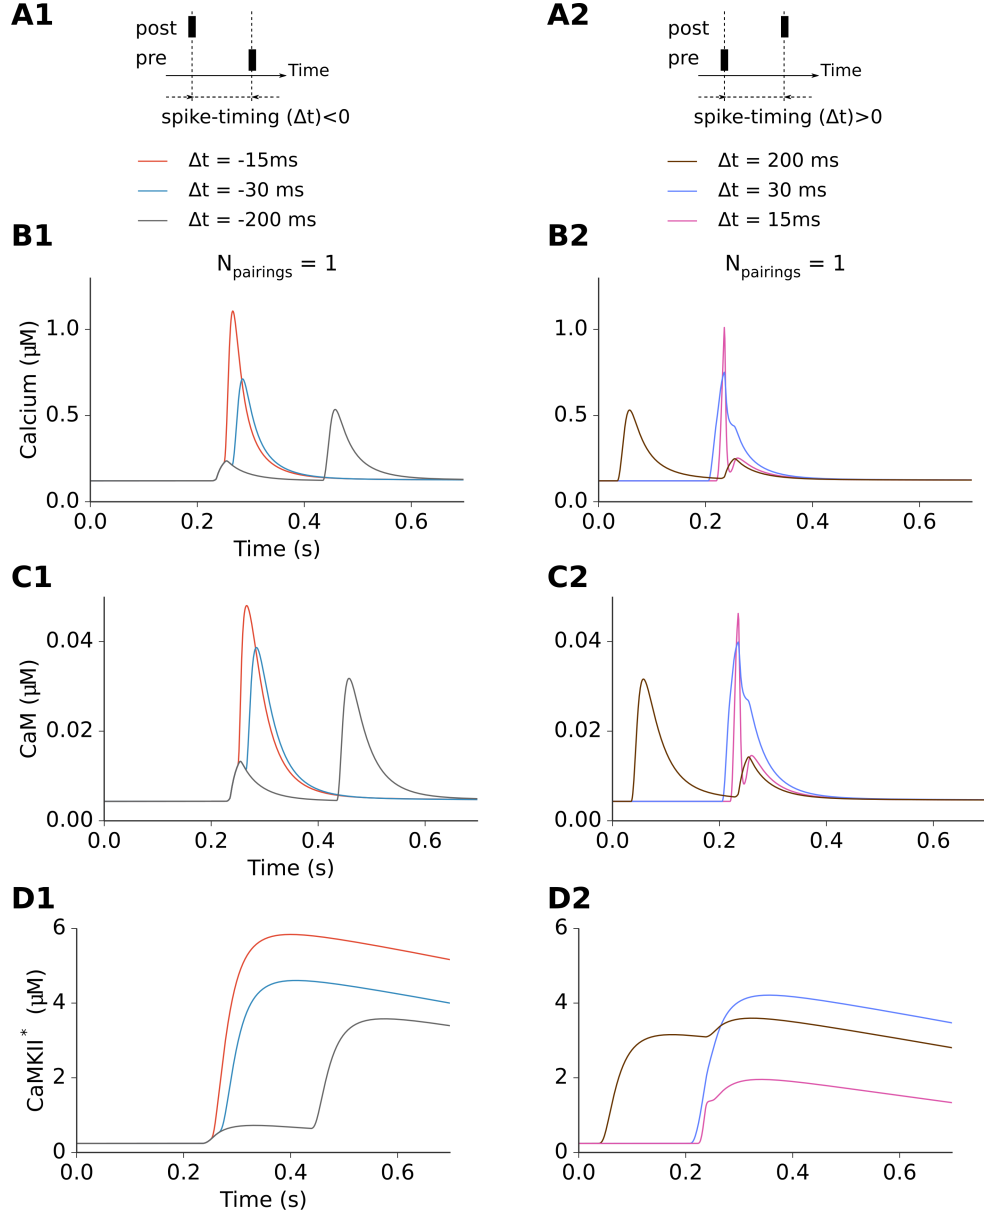 A1
post
pre
Time
spike-timing (Δt)<0
Δt = -15ms
Δt = -30 ms
Δt = -200 ms
A2
post
pre
Time
spike-timing (Δt)>0
Δt = 200 ms
Δt = 30 ms
Δt = 15ms
B1
Npairings = 1
Calcium (μM)
1.0
0.5
0.0
0.0 0.2 0.4 0.6
Time (s)
B2
Npairings = 1
1.0
0.5
0.0
0.0 0.2 0.4 0.6
C1
CaM (μM)
0.04
0.02
0.00
0.0 0.2 0.4 0.6
Time (s)
C2
0.04
0.02
0.00
0.0 0.2 0.4 0.6
D1
CaMKII* (μM)
6
4
2
0
0.0 0.2 0.4 0.6
Time (s)
D2
6
4
2
0
0.0 0.2 0.4 0.6